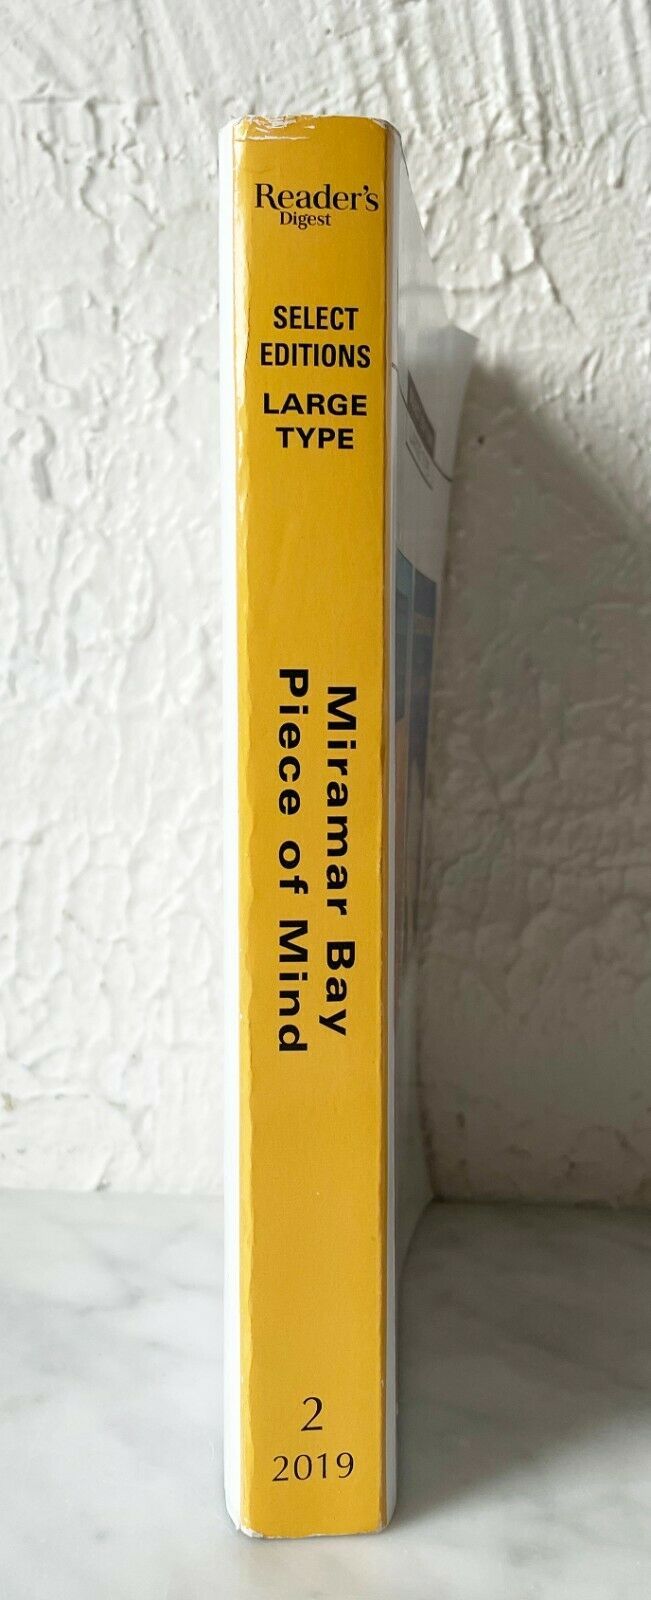 Reader's
Digest
SELECT
EDITIONS
LARGE
TYPE
Miramar Bay
Piece of Mind
2
2019